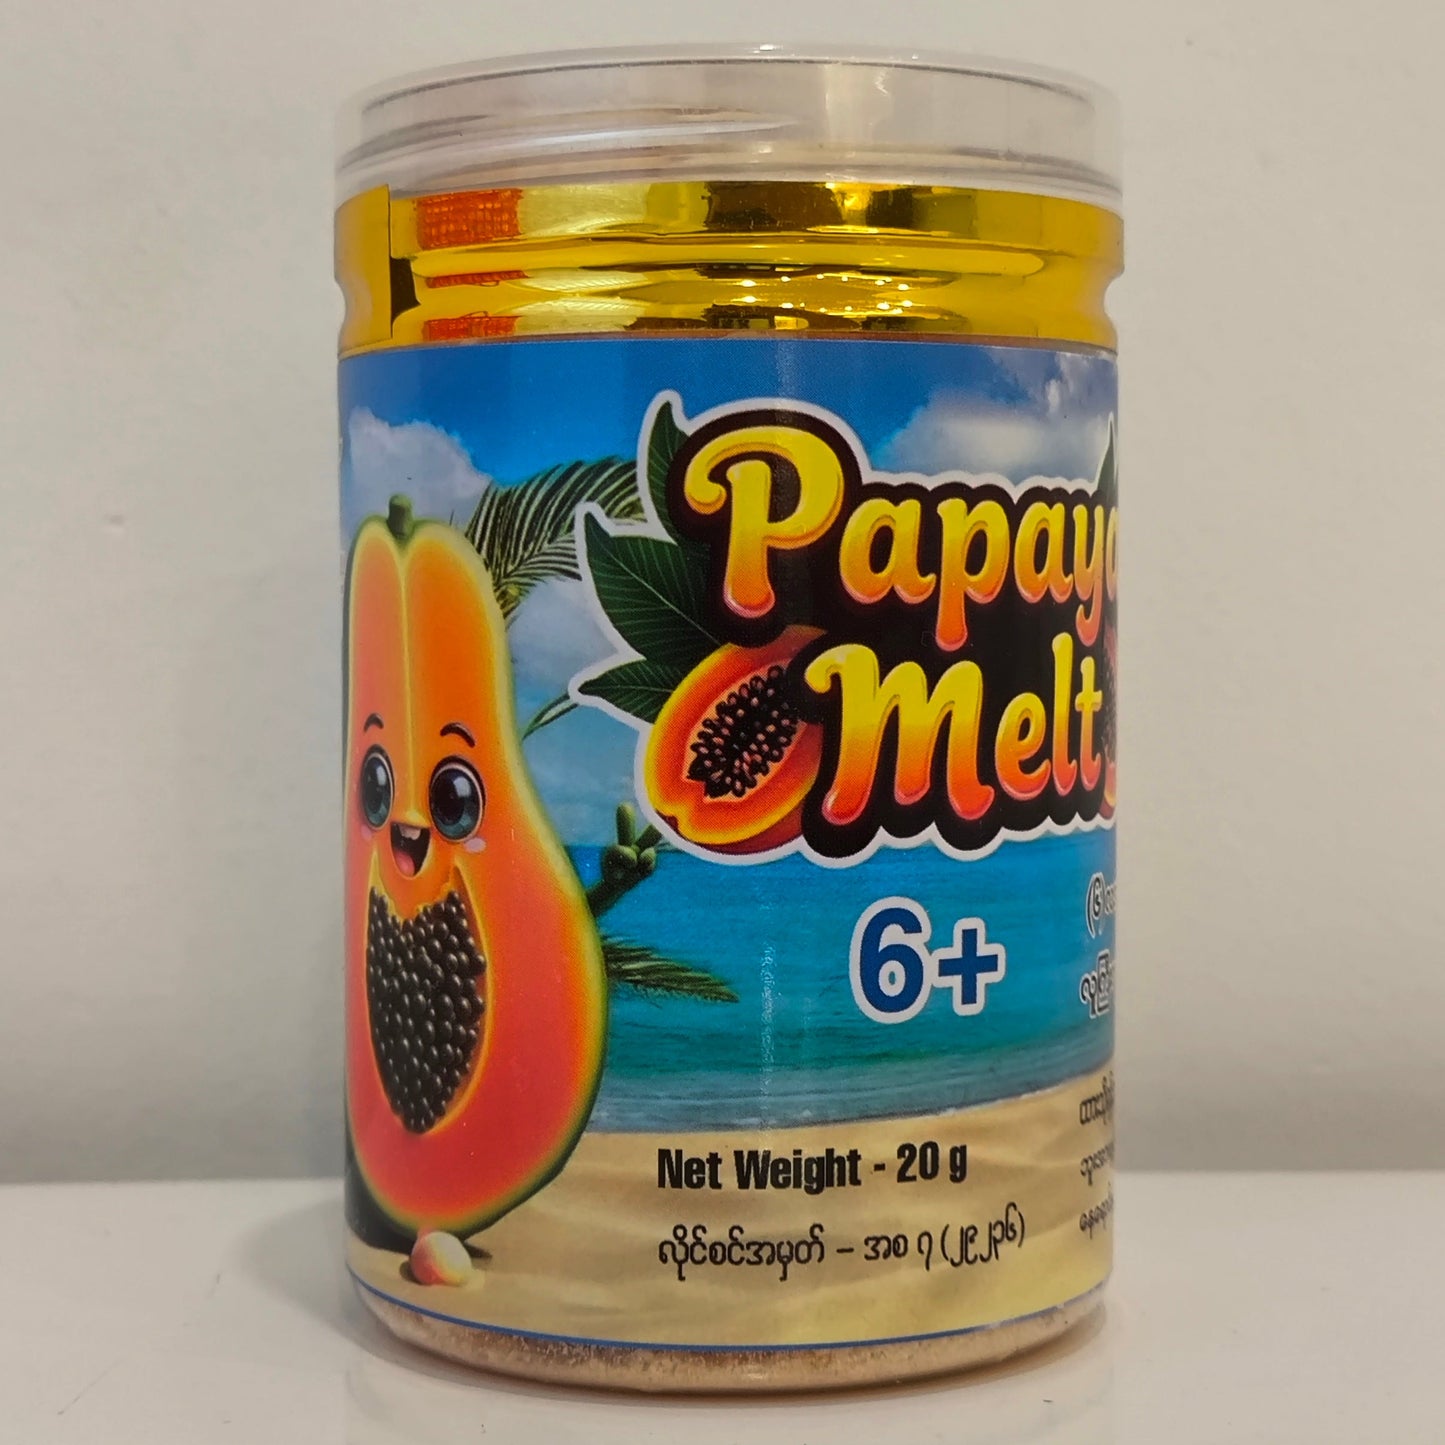 Papaya
Melt
6+
Net Weight - 20 g
လိုင်စင်အမှတ် – အစ ၇ (၂၉၂၃၆)